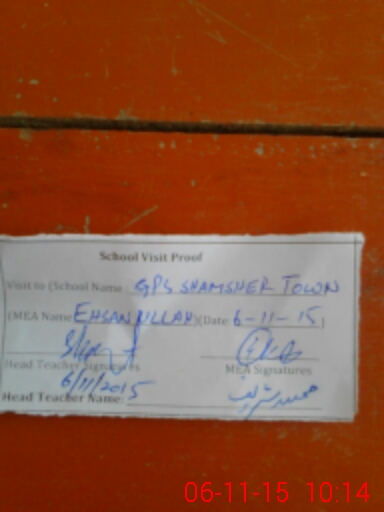 School Visit Proof
Visit to (School Name: GPS SHAMSHER TOWN
(MEA Name EHSAN ULLAH)(Date 6-11-15)
Head Teacher Signatures MEA Signatures
6/11/2015
Head Teacher Name:
06-11-15 10:14